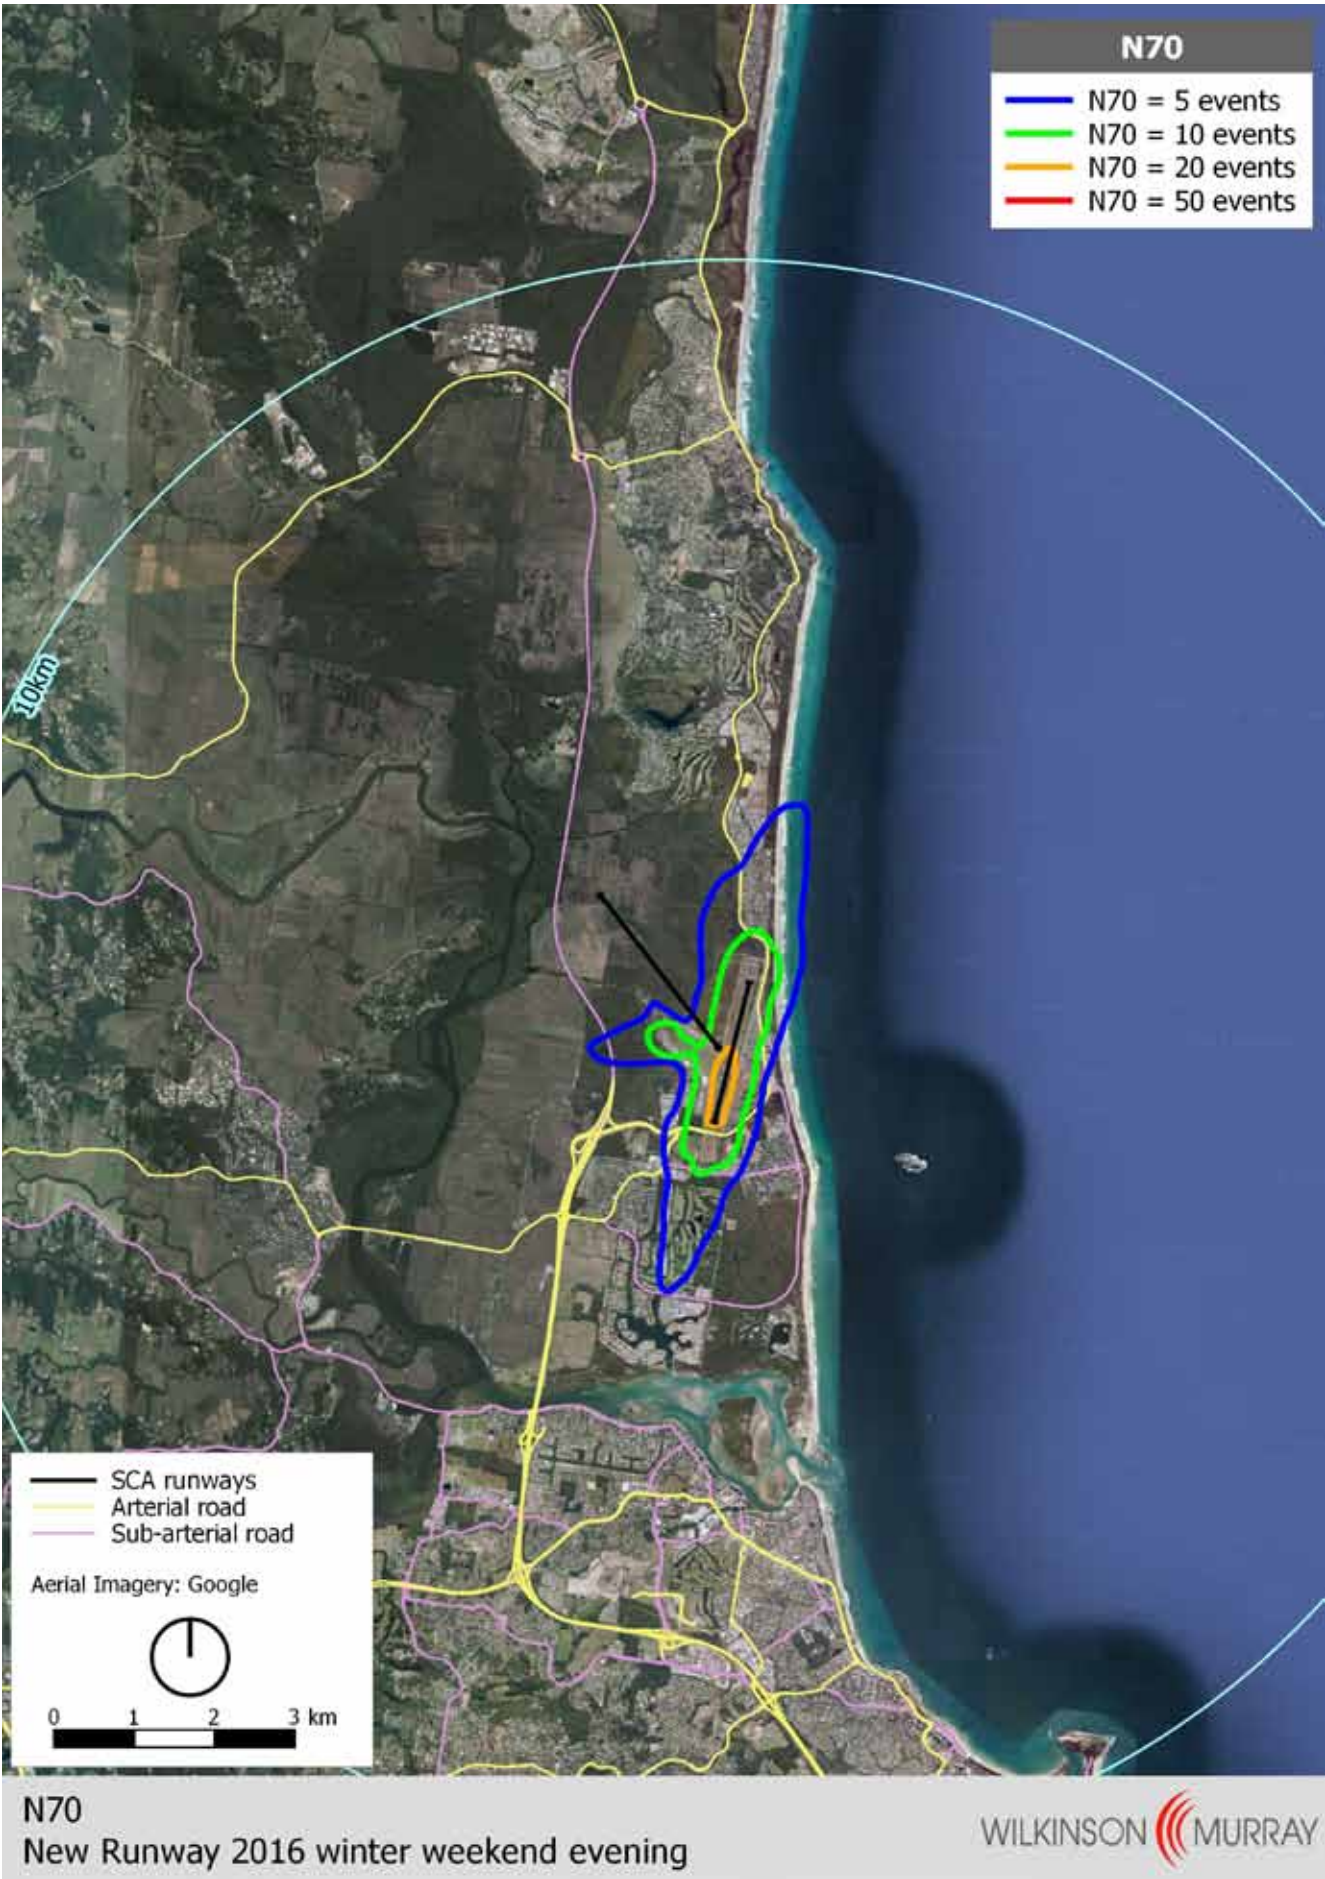 N70
N70 = 5 events
N70 = 10 events
N70 = 20 events
N70 = 50 events
10km
SCA runways
Arterial road
Sub-arterial road
Aerial Imagery: Google
0 1 2 3 km
N70
New Runway 2016 winter weekend evening
WILKINSON MURRAY